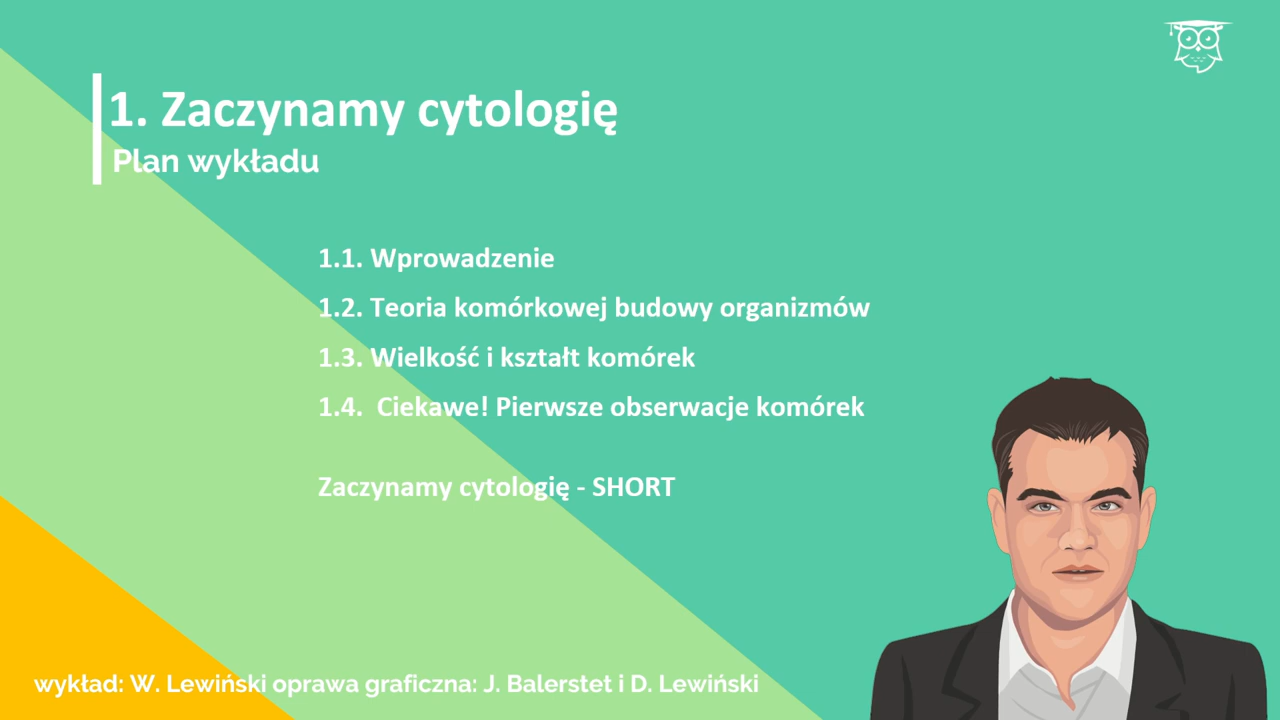 1. Zaczynamy cytologię
Plan wykładu
1.1. Wprowadzenie
1.2. Teoria komórkowej budowy organizmów
1.3. Wielkość i kształt komórek
1.4. Ciekawe! Pierwsze obserwacje komórek
Zaczynamy cytologię - SHORT
wykład: W. Lewiński oprawa graficzna: J. Balerstet i D. Lewiński